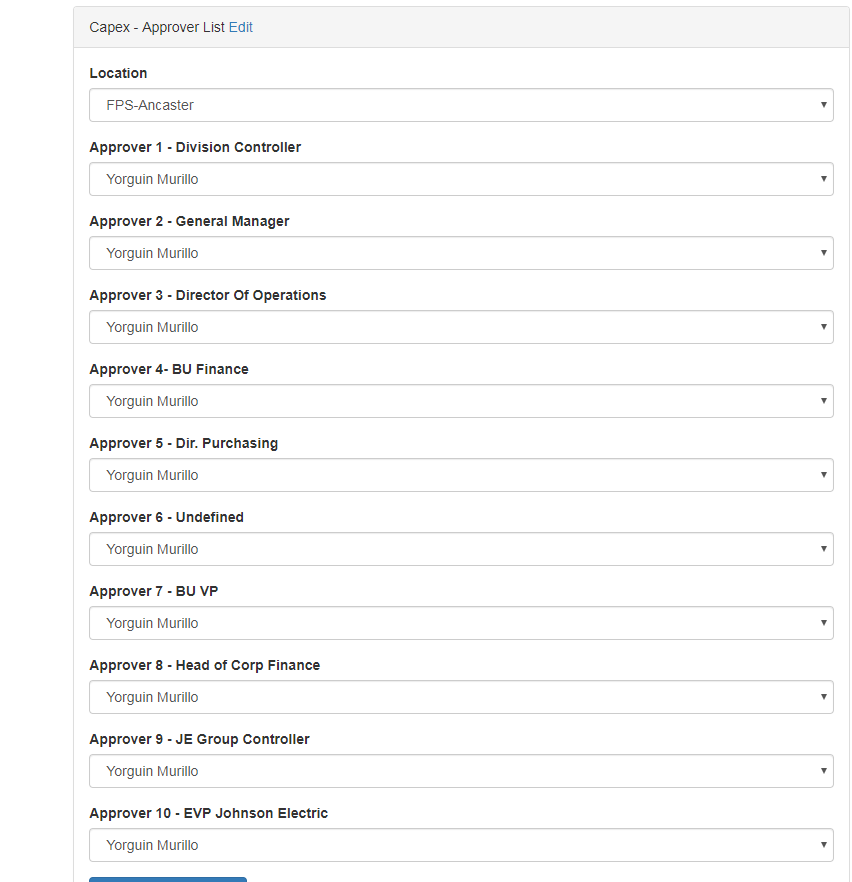 Capex - Approver List Edit
Location
FPS-Ancaster
Approver 1 - Division Controller
Yorguin Murillo
Approver 2 - General Manager
Yorguin Murillo
Approver 3 - Director Of Operations
Yorguin Murillo
Approver 4- BU Finance
Yorguin Murillo
Approver 5 - Dir. Purchasing
Yorguin Murillo
Approver 6 - Undefined
Yorguin Murillo
Approver 7 - BU VP
Yorguin Murillo
Approver 8 - Head of Corp Finance
Yorguin Murillo
Approver 9 - JE Group Controller
Yorguin Murillo
Approver 10 - EVP Johnson Electric
Yorguin Murillo